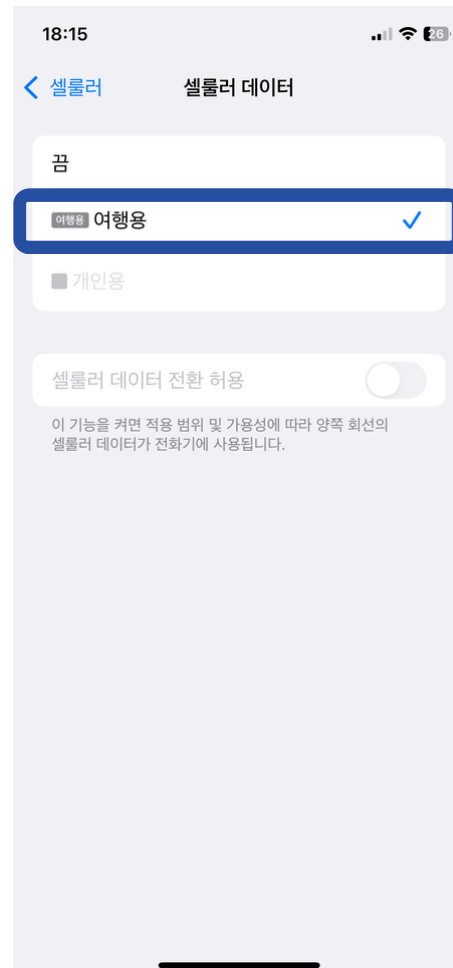 18:15
26
셀룰러
셀룰러 데이터
끔
여행용 여행용
개인용
셀룰러 데이터 전환 허용
이 기능을 켜면 적용 범위 및 가용성에 따라 양쪽 회선의
셀룰러 데이터가 전화기에 사용됩니다.